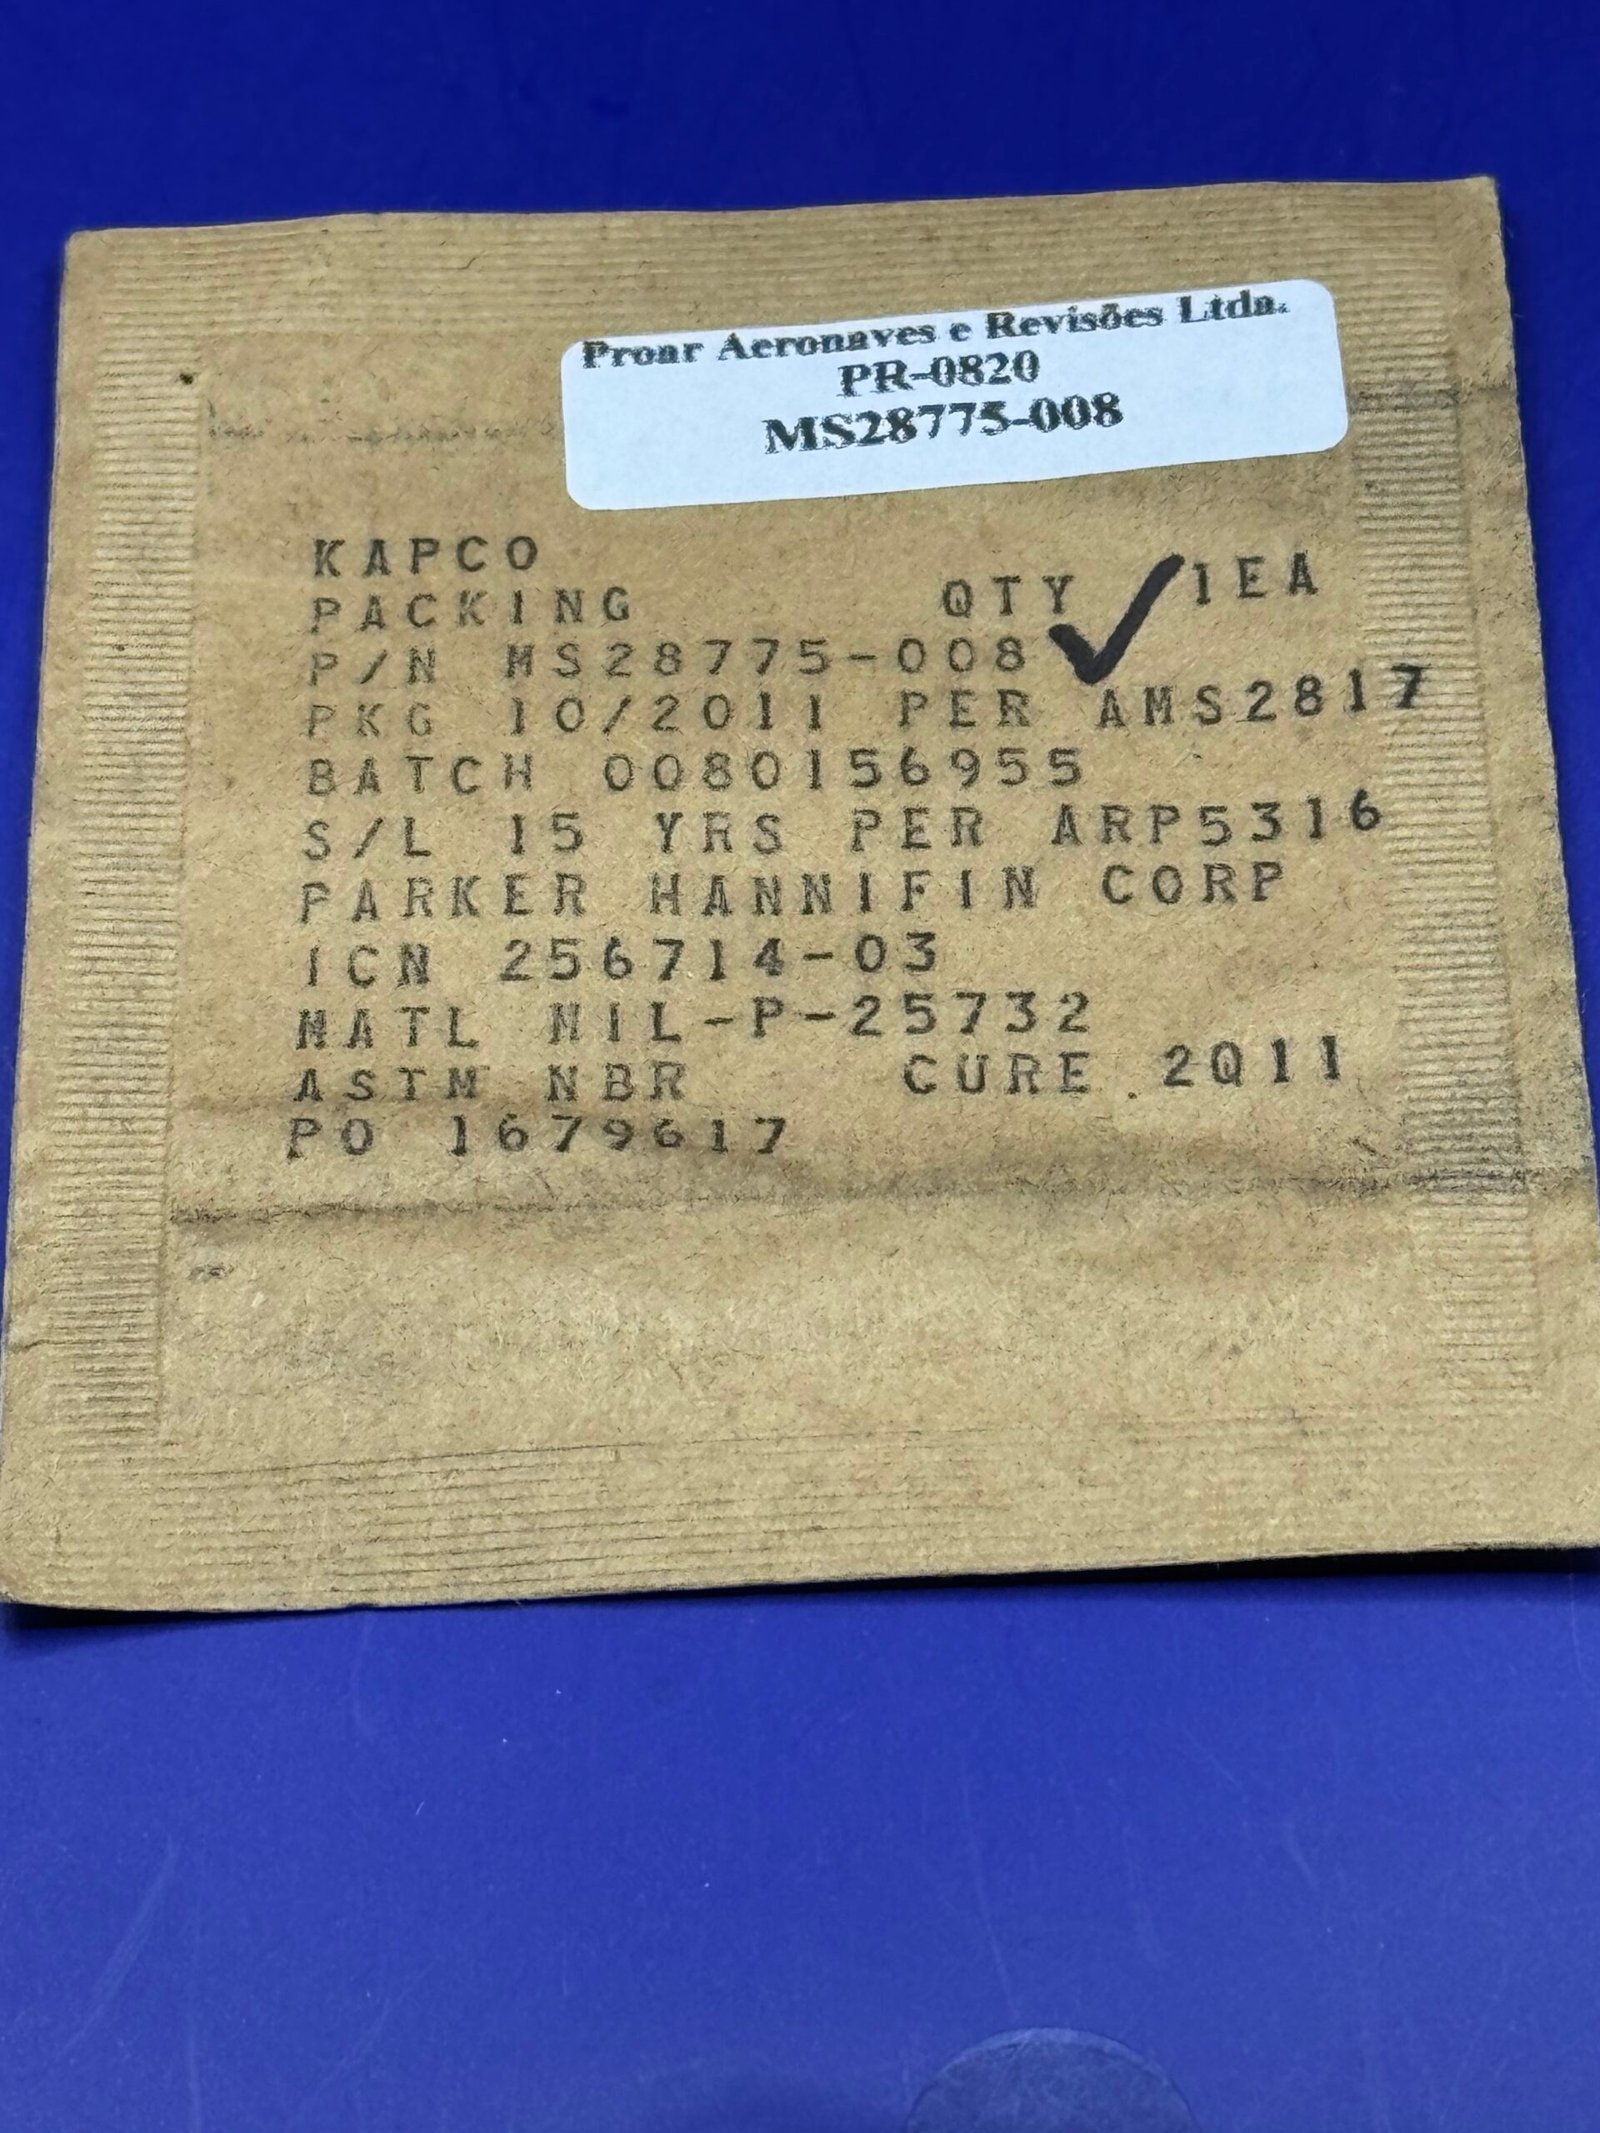 Proar Aeronaves e Revisões Ltda.
PR-0820
MS28775-008
KAPCO
PACKING QTY 1EA
P/N MS28775-008
PKG 10/2011 PER AMS2817
BATCH 0080156955
S/L 15 YRS PER ARP5316
PARKER HANNIFIN CORP
ICN 256714-03
MATL MIL-P-25732
ASTM NBR CURE 2Q11
PO 1679617